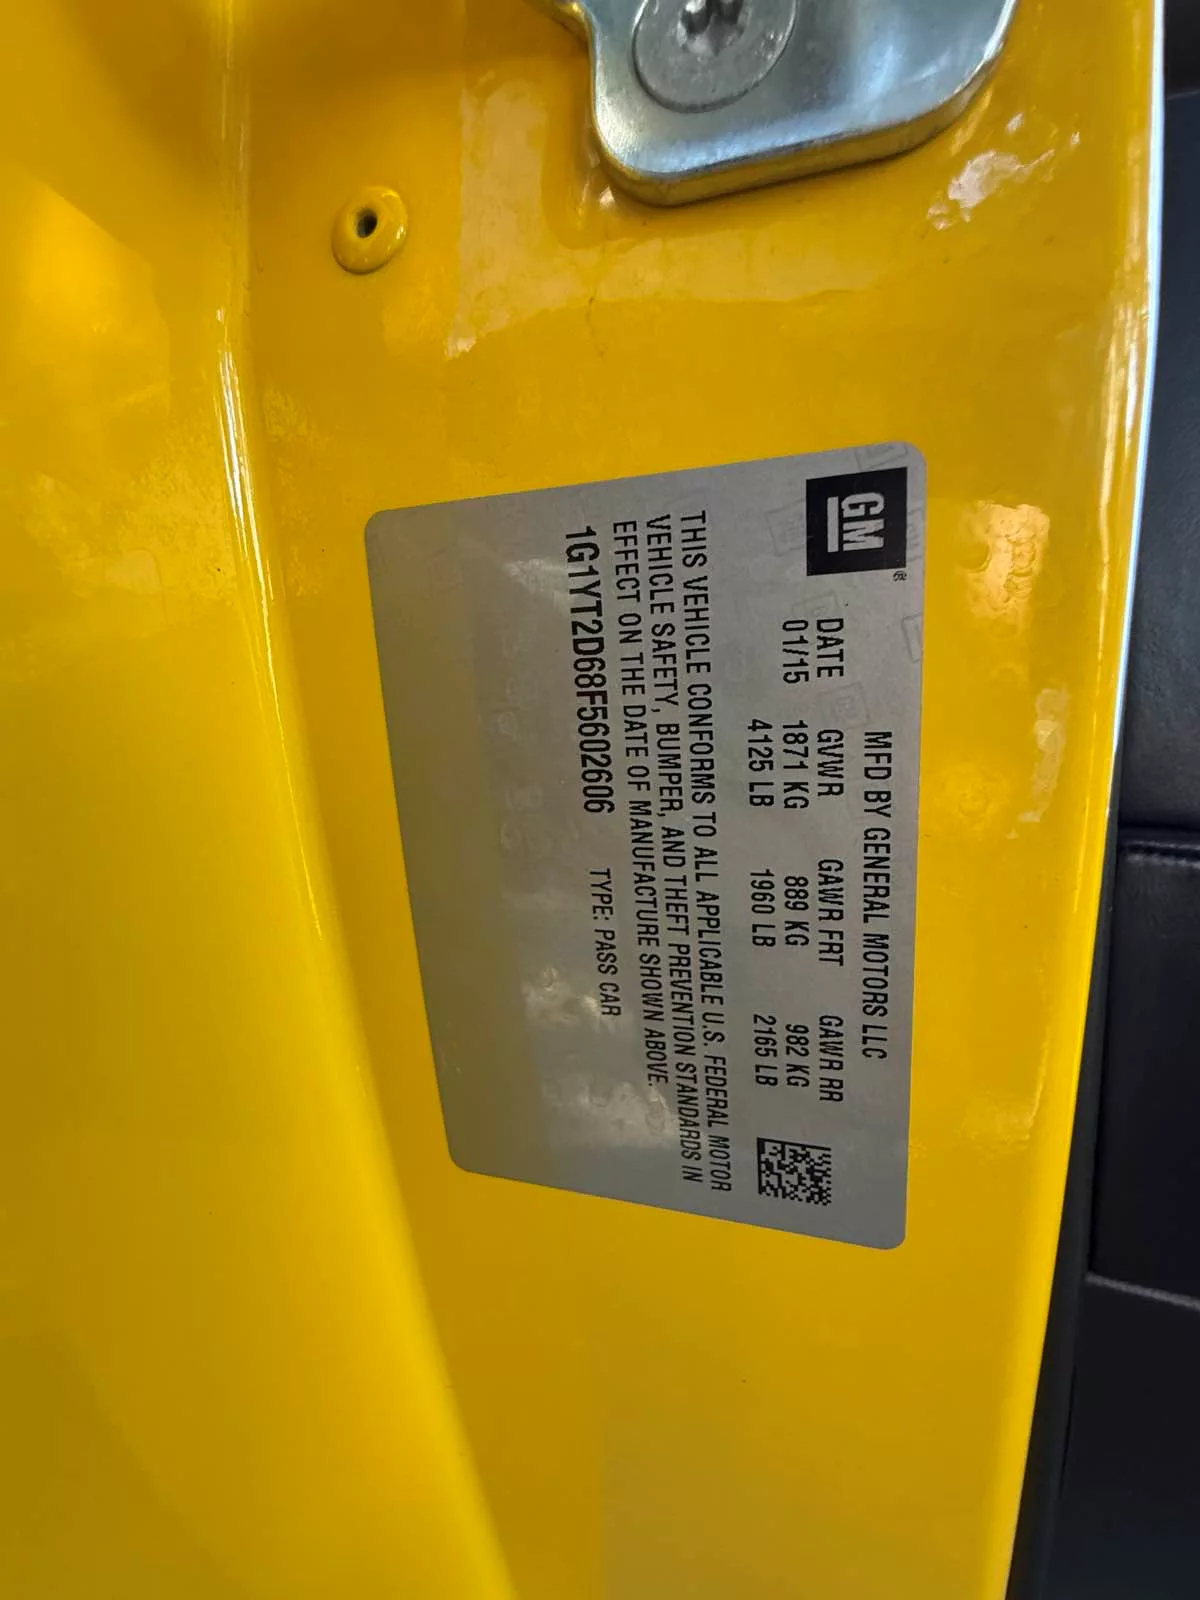 GM®
MFD BY GENERAL MOTORS LLC
DATE GVWR GAWR FRT GAWR RR
01/15 1871 KG 889 KG 982 KG
4125 LB 1960 LB 2165 LB
THIS VEHICLE CONFORMS TO ALL APPLICABLE U.S. FEDERAL MOTOR
VEHICLE SAFETY, BUMPER, AND THEFT PREVENTION STANDARDS IN
EFFECT ON THE DATE OF MANUFACTURE SHOWN ABOVE.
1G1YT2D68F5602606 TYPE: PASS CAR